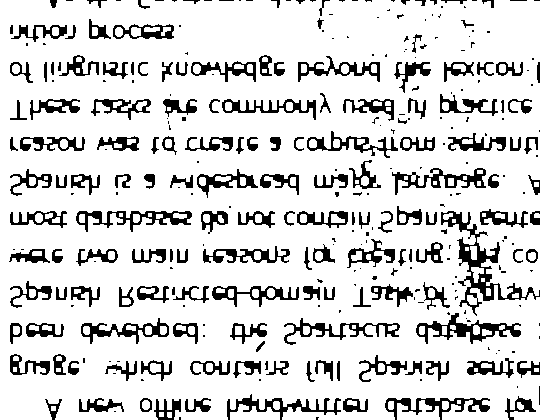 A new offline handwritten database for
guage, which contains full Spanish senten
been developed: the Spartacus database
Spanish Restricted-domain Task of Cursiv
were two main reasons for creating this co
most databases do not contain Spanish sente
Spanish is a widespread major language. A
reason was to create a corpus from semanti
These tasks are commonly used in practice
of linguistic knowledge beyond the lexicon
nition process.